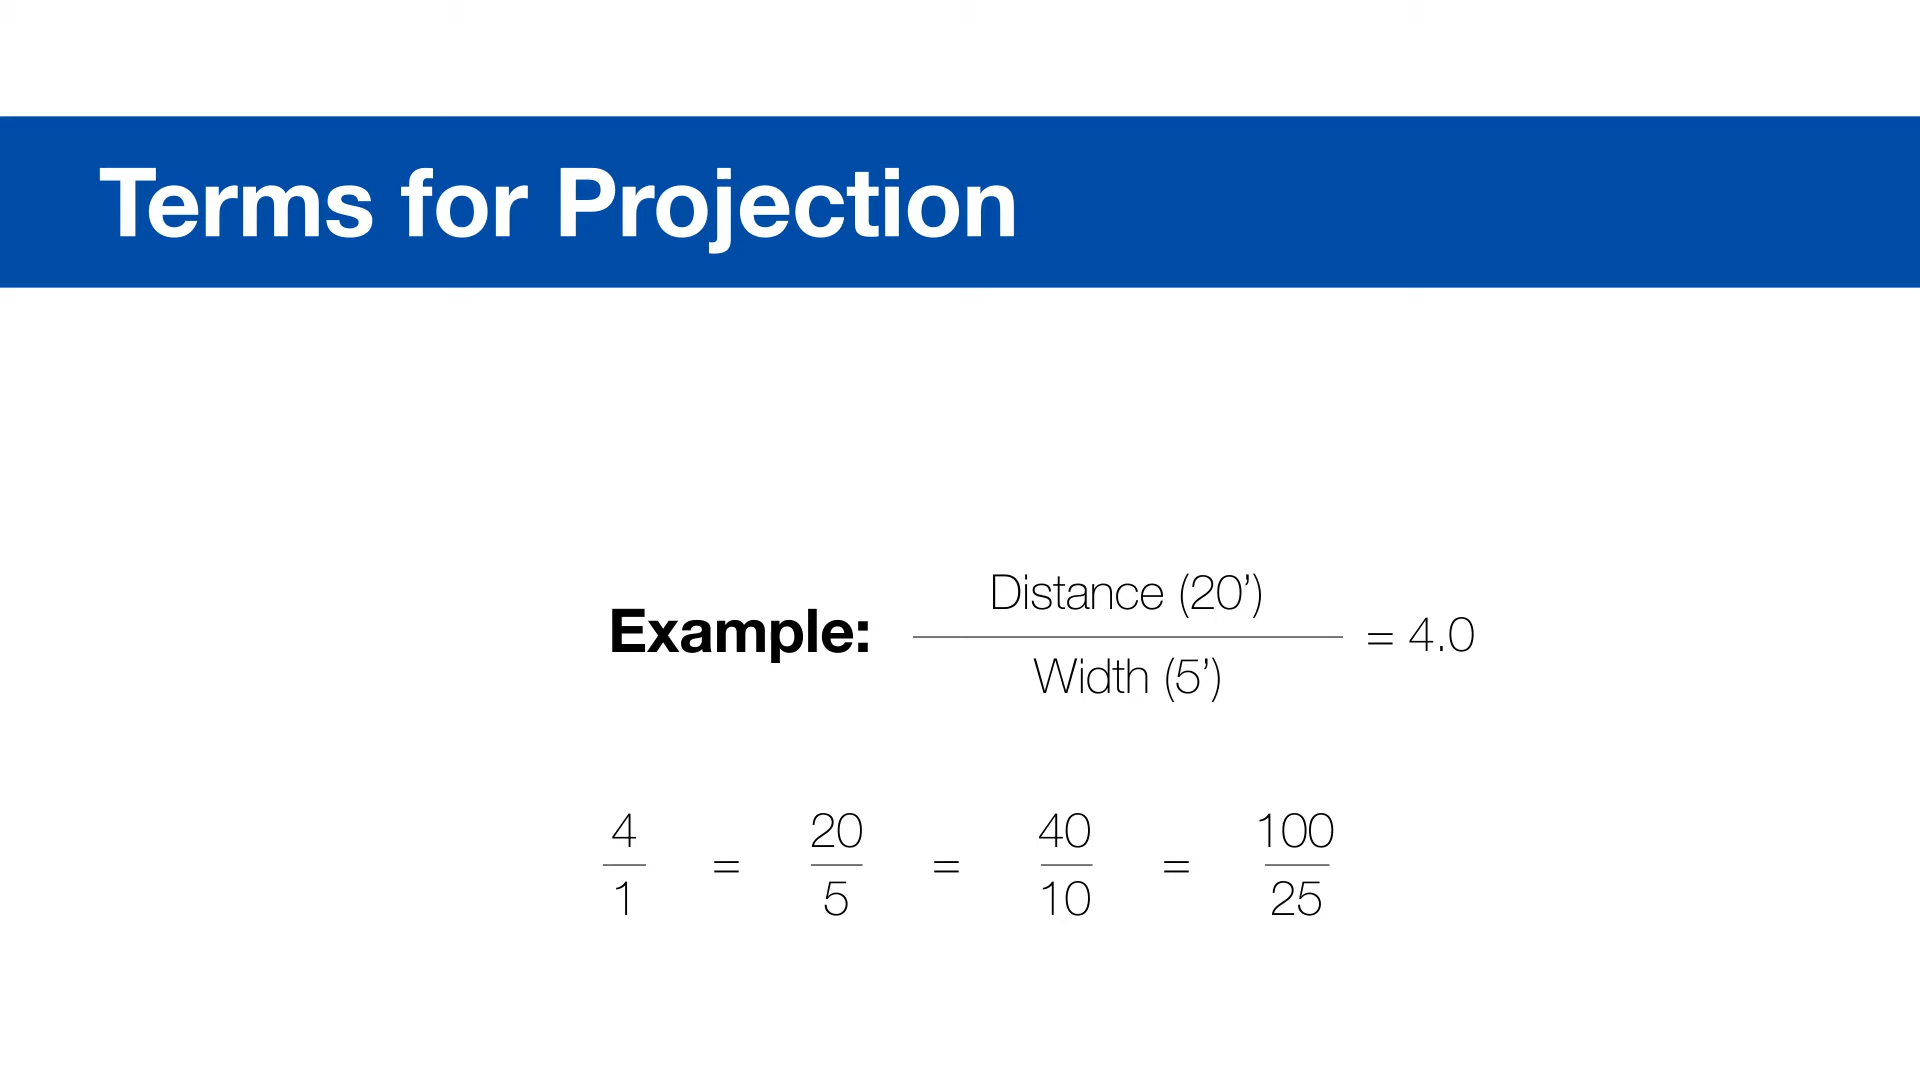 Terms for Projection
Distance (20’)
Example: = 4.0
Width (5’)
4 20 40 100
= = =
1 5 10 25